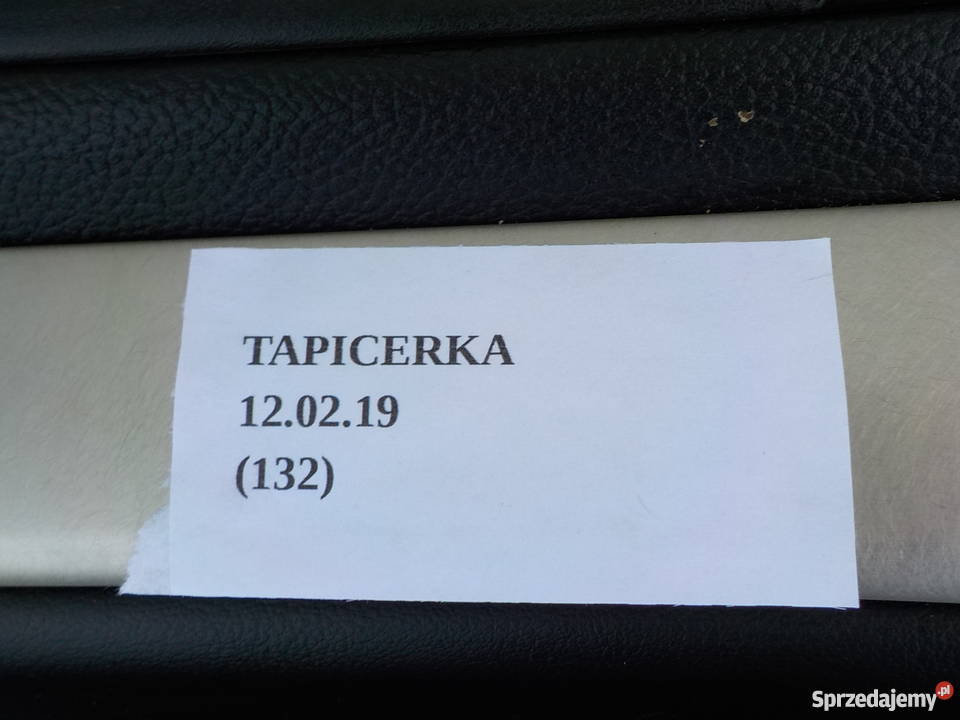 TAPICERKA
12.02.19
(132)
Sprzedajemy.pl